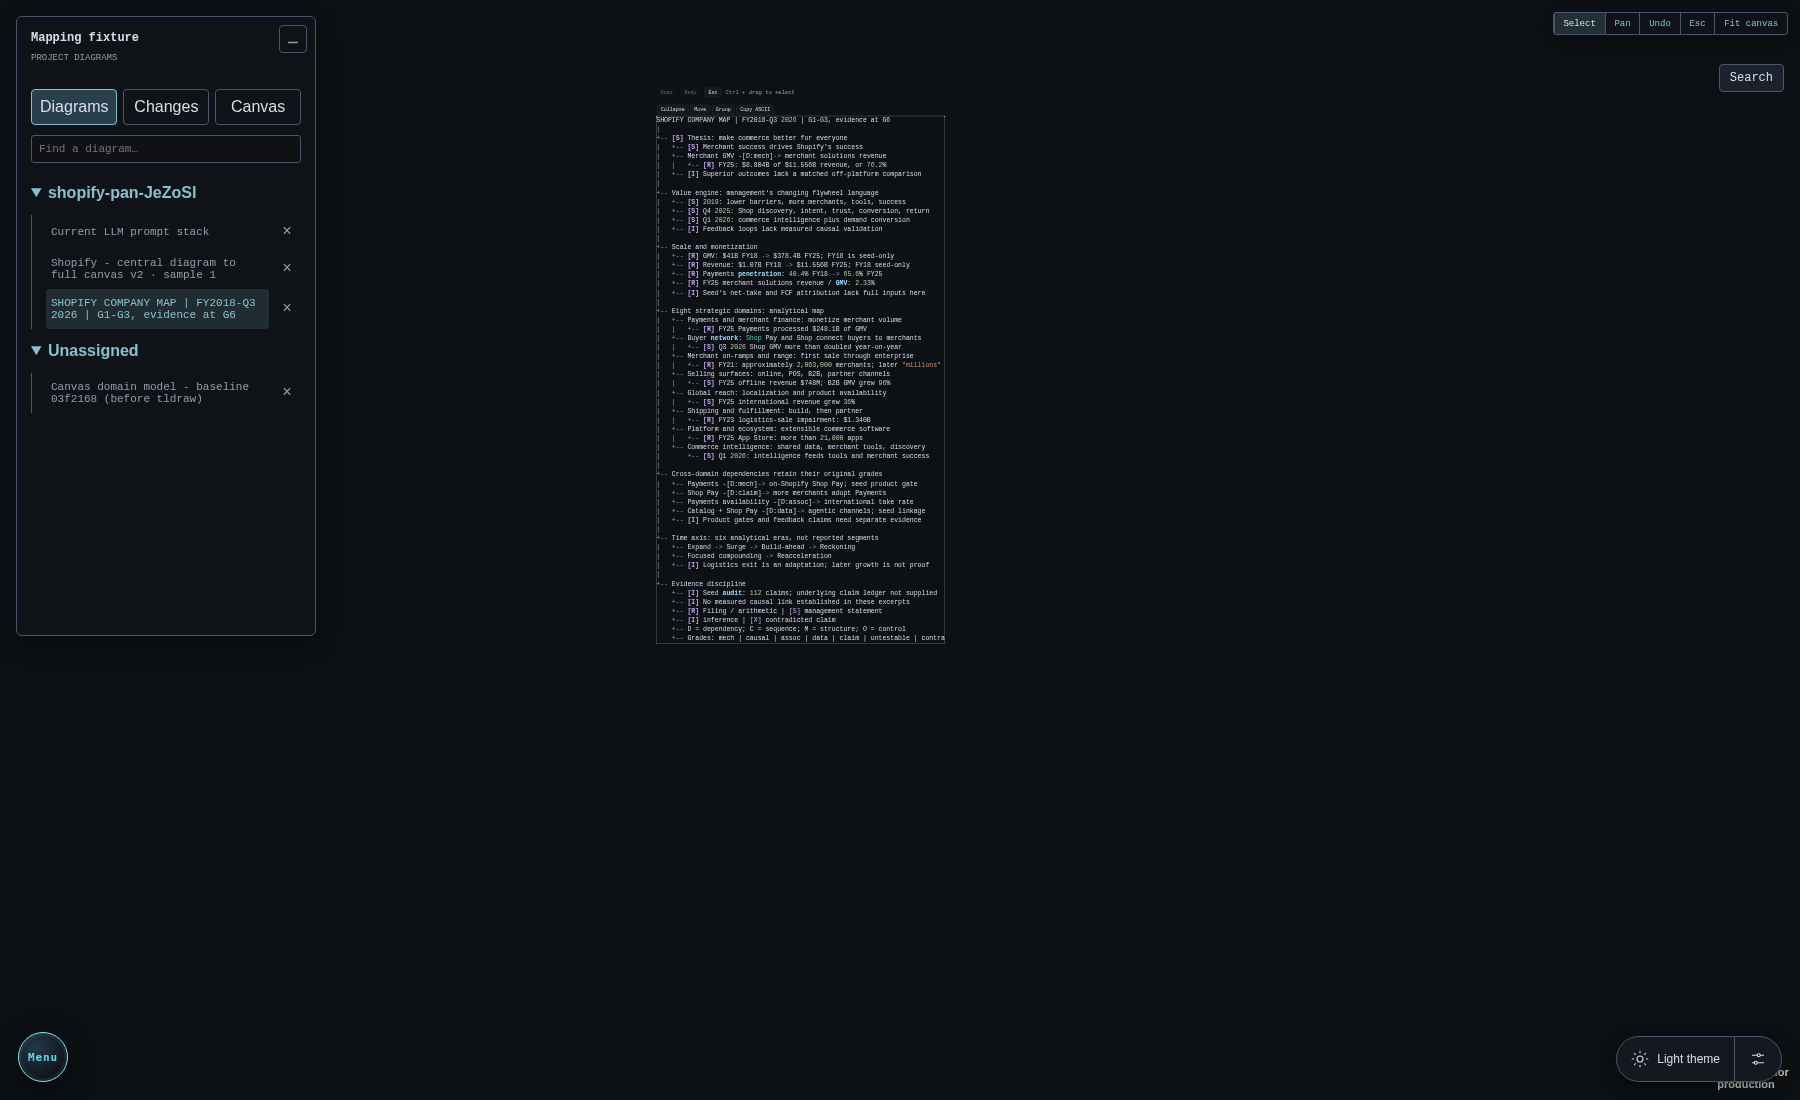 Mapping fixture
PROJECT DIAGRAMS
Diagrams Changes Canvas
Find a diagram…
shopify-pan-JeZoSI
Current LLM prompt stack ×
Shopify - central diagram to
full canvas v2 · sample 1 ×
SHOPIFY COMPANY MAP | FY2018-Q3
2026 | G1-G3, evidence at G6 ×
Unassigned
Canvas domain model - baseline
03f2168 (before tldraw) ×
Menu
Select Pan Undo Esc Fit canvas
Search
Undo Redo Esc Ctrl + drag to select
Collapse Move Group Copy ASCII
SHOPIFY COMPANY MAP | FY2018-Q3 2026 | G1-G3, evidence at G6
|
+-- [S] Thesis: make commerce better for everyone
|   +-- [S] Merchant success drives Shopify's success
|   +-- Merchant GMV -[D:mech]-> merchant solutions revenue
|   |   +-- [R] FY25: $8.804B of $11.556B revenue, or 76.2%
|   +-- [I] Superior outcomes lack a matched off-platform comparison
|
+-- Value engine: management's changing flywheel language
|   +-- [S] 2019: lower barriers, more merchants, tools, success
|   +-- [S] Q4 2025: Shop discovery, intent, trust, conversion, return
|   +-- [S] Q1 2026: commerce intelligence plus demand conversion
|   +-- [I] Feedback loops lack measured causal validation
|
+-- Scale and monetization
|   +-- [R] GMV: $41B FY18 -> $378.4B FY25; FY18 is seed-only
|   +-- [R] Revenue: $1.07B FY18 -> $11.556B FY25; FY18 seed-only
|   +-- [R] Payments penetration: 40.4% FY18 -> 65.6% FY25
|   +-- [R] FY25 merchant solutions revenue / GMV: 2.33%
|   +-- [I] Seed's net-take and FCF attribution lack full inputs here
|
+-- Eight strategic domains: analytical map
|   +-- Payments and merchant finance: monetize merchant volume
|   |   +-- [R] FY25 Payments processed $248.1B of GMV
|   +-- Buyer network: Shop Pay and Shop connect buyers to merchants
|   |   +-- [S] Q3 2026 Shop GMV more than doubled year-on-year
|   +-- Merchant on-ramps and range: first sale through enterprise
|   |   +-- [R] FY21: approximately 2,063,000 merchants; later "millions"
|   +-- Selling surfaces: online, POS, B2B, partner channels
|   |   +-- [S] FY25 offline revenue $748M; B2B GMV grew 96%
|   +-- Global reach: localization and product availability
|   |   +-- [S] FY25 international revenue grew 36%
|   +-- Shipping and fulfillment: build, then partner
|   |   +-- [R] FY23 logistics-sale impairment: $1.340B
|   +-- Platform and ecosystem: extensible commerce software
|   |   +-- [R] FY25 App Store: more than 21,000 apps
|   +-- Commerce intelligence: shared data, merchant tools, discovery
|       +-- [S] Q1 2026: intelligence feeds tools and merchant success
|
+-- Cross-domain dependencies retain their original grades
|   +-- Payments -[D:mech]-> on-Shopify Shop Pay; seed product gate
|   +-- Shop Pay -[D:claim]-> more merchants adopt Payments
|   +-- Payments availability -[D:assoc]-> international take rate
|   +-- Catalog + Shop Pay -[D:data]-> agentic channels; seed linkage
|   +-- [I] Product gates and feedback claims need separate evidence
|
+-- Time axis: six analytical eras, not reported segments
|   +-- Expand -> Surge -> Build-ahead -> Reckoning
|   +-- Focused compounding -> Reacceleration
|   +-- [I] Logistics exit is an adaptation; later growth is not proof
|
+-- Evidence discipline
    +-- [I] Seed audit: 112 claims; underlying claim ledger not supplied
    +-- [I] No measured causal link established in these excerpts
    +-- [R] Filing / arithmetic | [S] management statement
    +-- [I] inference | [X] contradicted claim
    +-- D = dependency; C = sequence; M = structure; O = control
    +-- Grades: mech | causal | assoc | data | claim | untestable | contra
Light theme
production